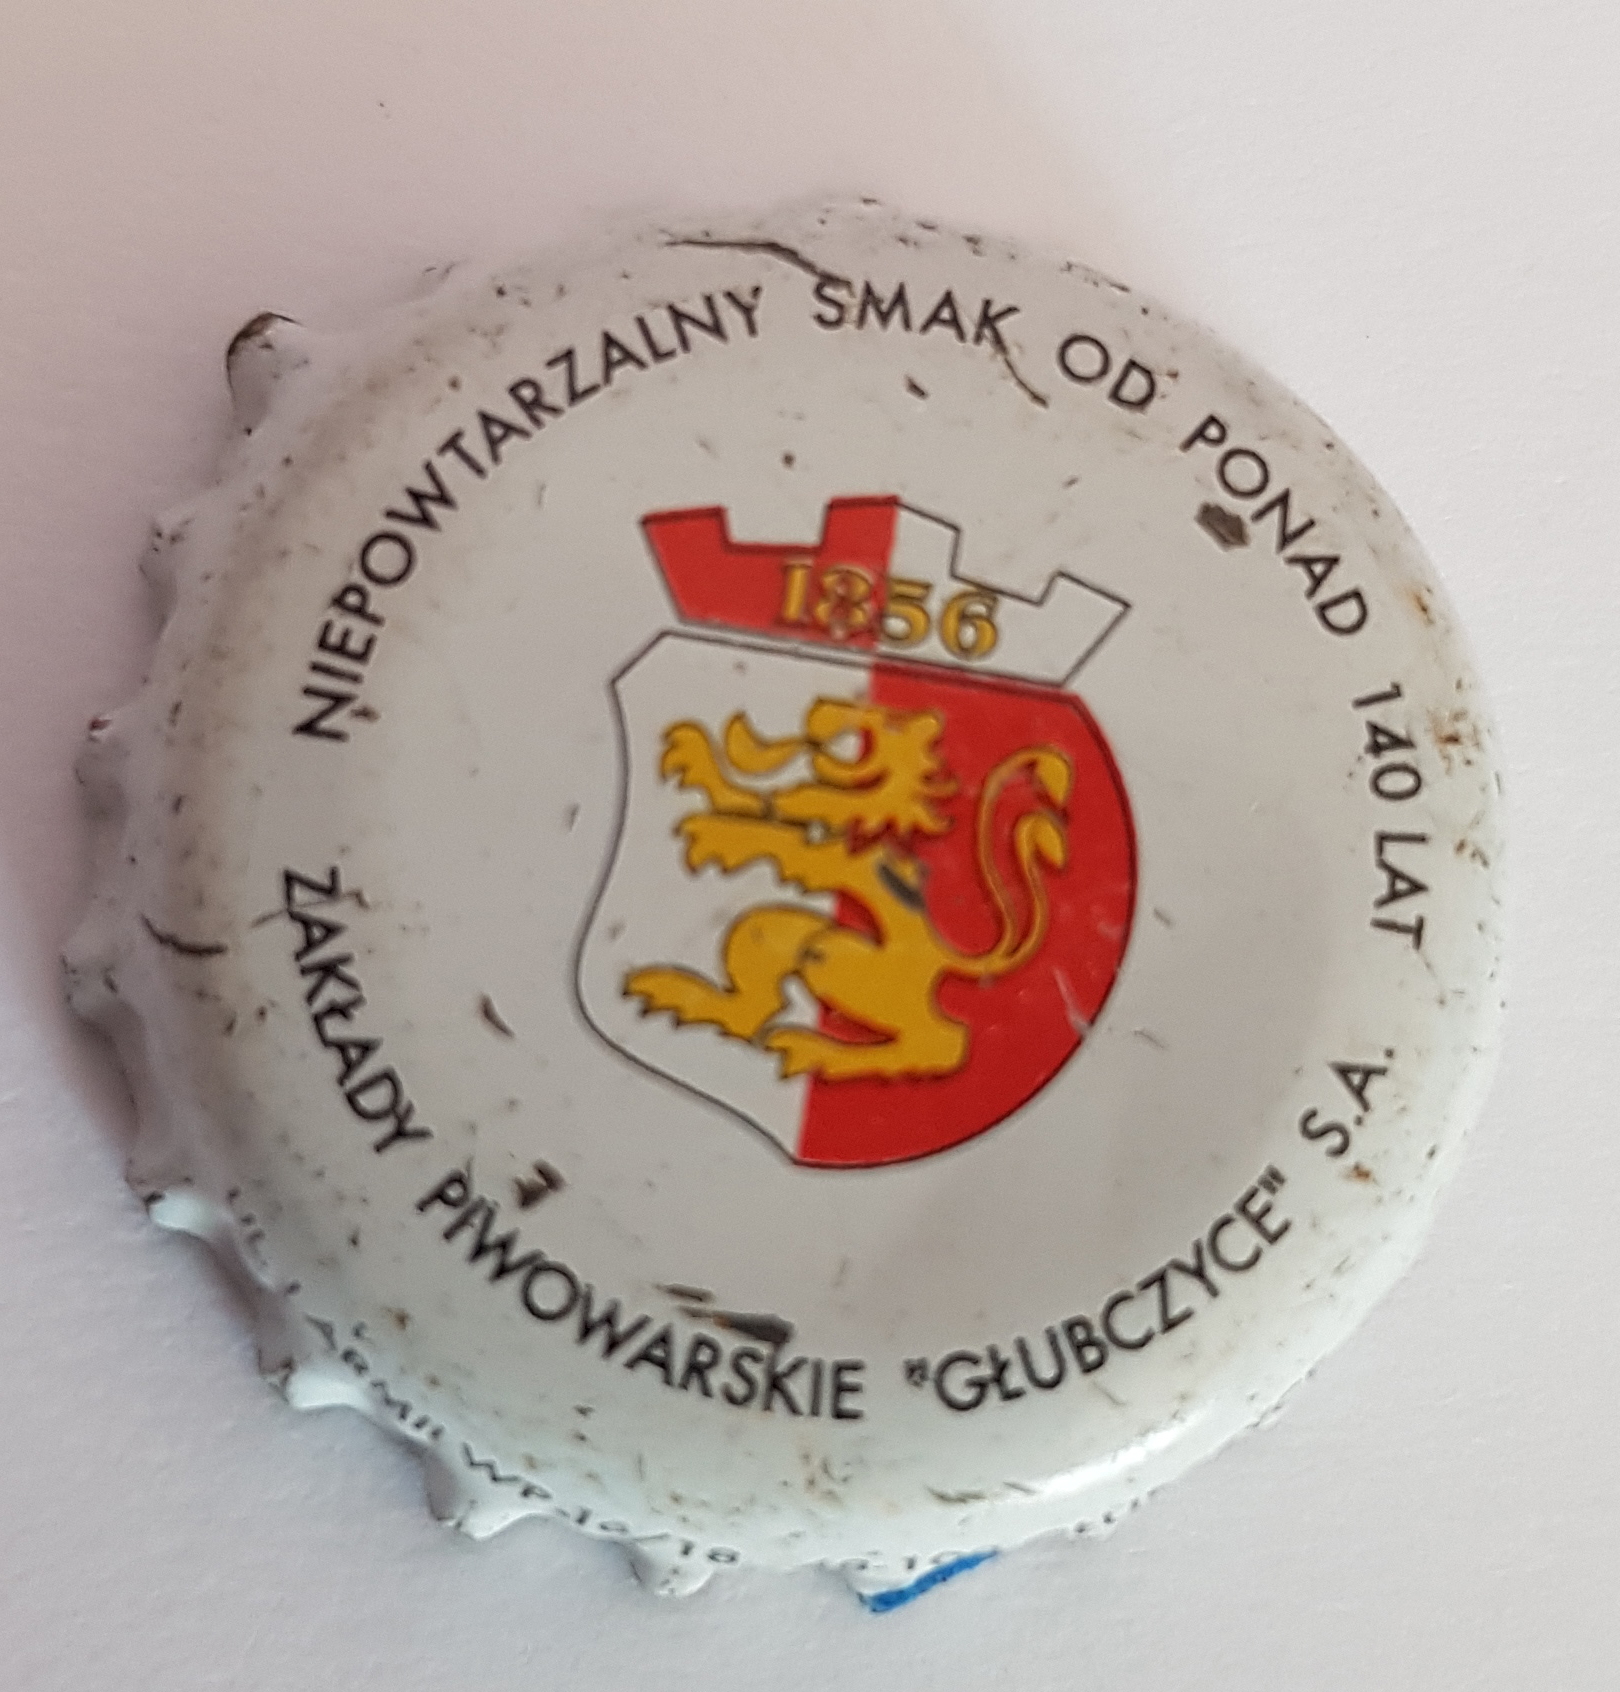 NIEPOWTARZALNY SMAK OD PONAD 140 LAT
1856
ZAKŁADY PIWOWARSKIE "GŁUBCZYCE" S.A.